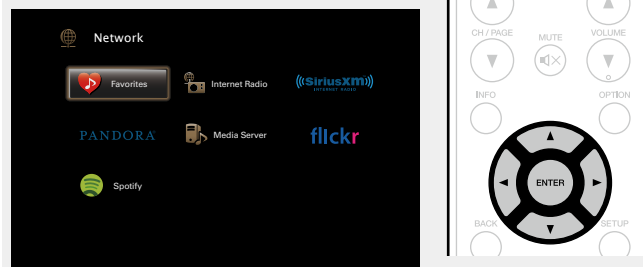 Network
Favorites
Internet Radio
((SiriusXM))
INTERNET RADIO
PANDORA
Media Server
flickr
Spotify
CH / PAGE
MUTE
VOLUME
INFO
OPTION
ENTER
BACK
SETUP